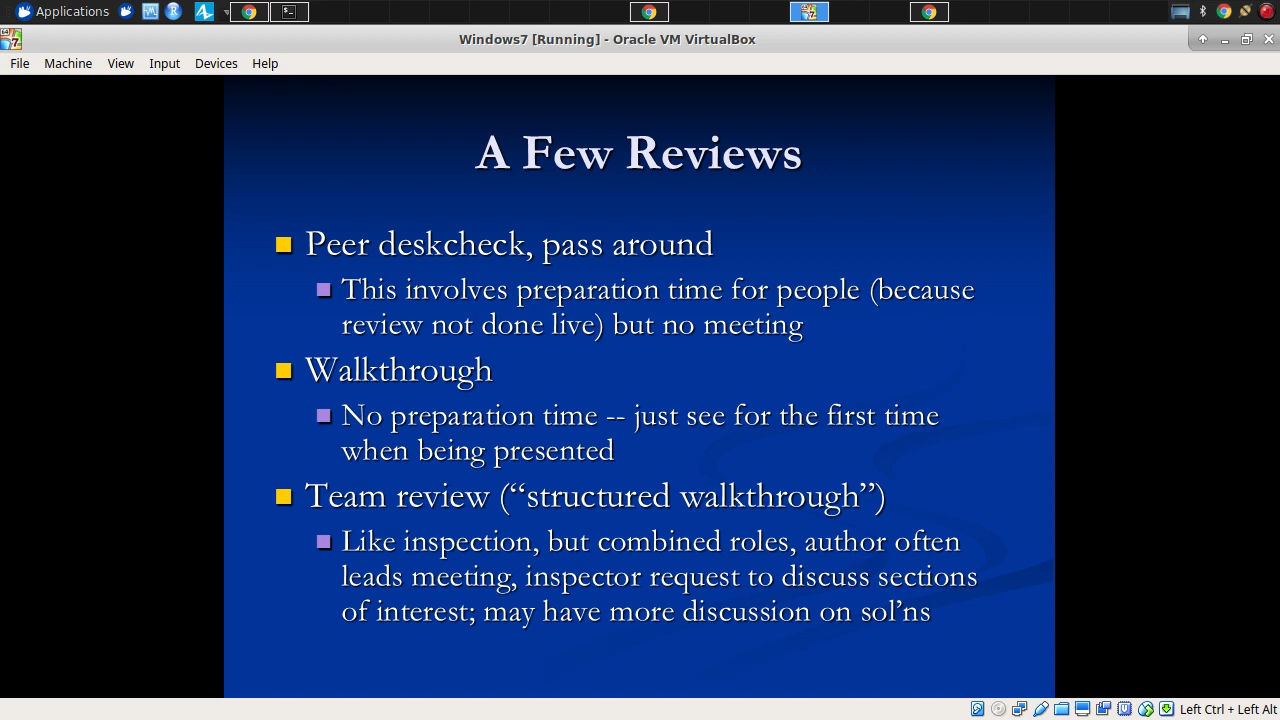 Applications
Windows7 [Running] - Oracle VM VirtualBox
File Machine View Input Devices Help
A Few Reviews
Peer deskcheck, pass around
This involves preparation time for people (because
review not done live) but no meeting
Walkthrough
No preparation time -- just see for the first time
when being presented
Team review (“structured walkthrough”)
Like inspection, but combined roles, author often
leads meeting, inspector request to discuss sections
of interest; may have more discussion on sol’ns
Left Ctrl + Left Alt